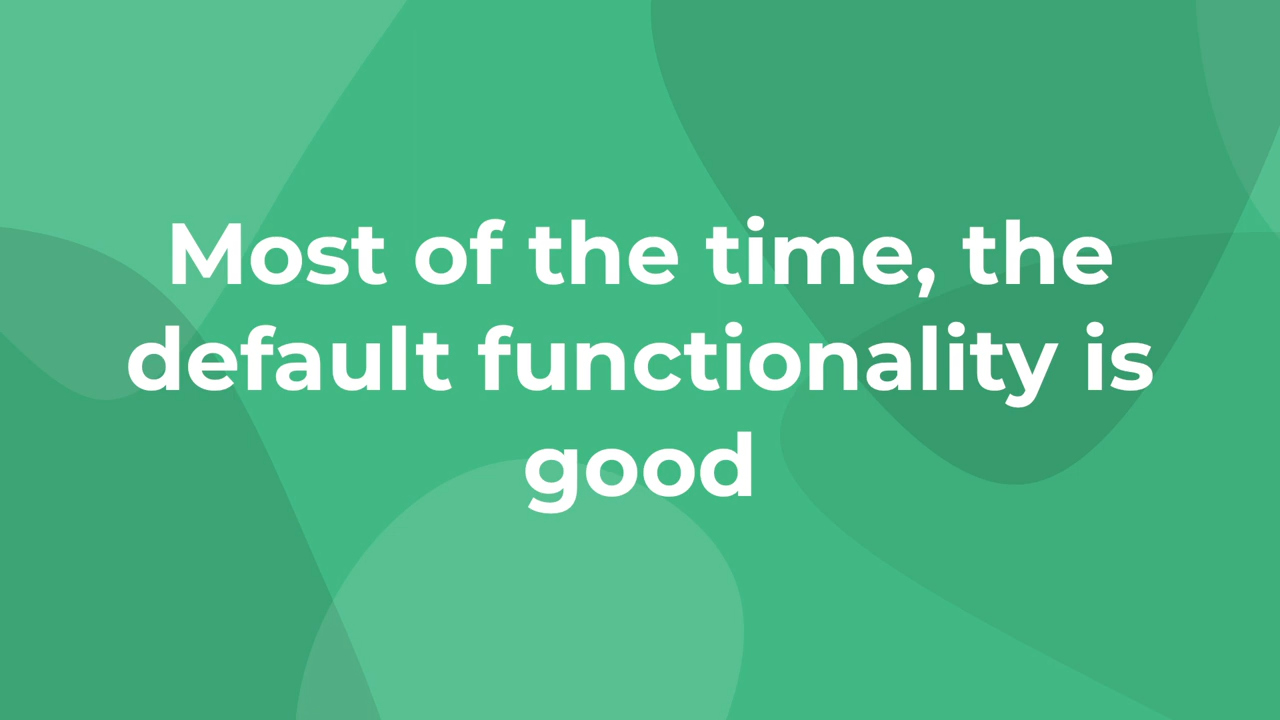 Most of the time, the
default functionality is
good